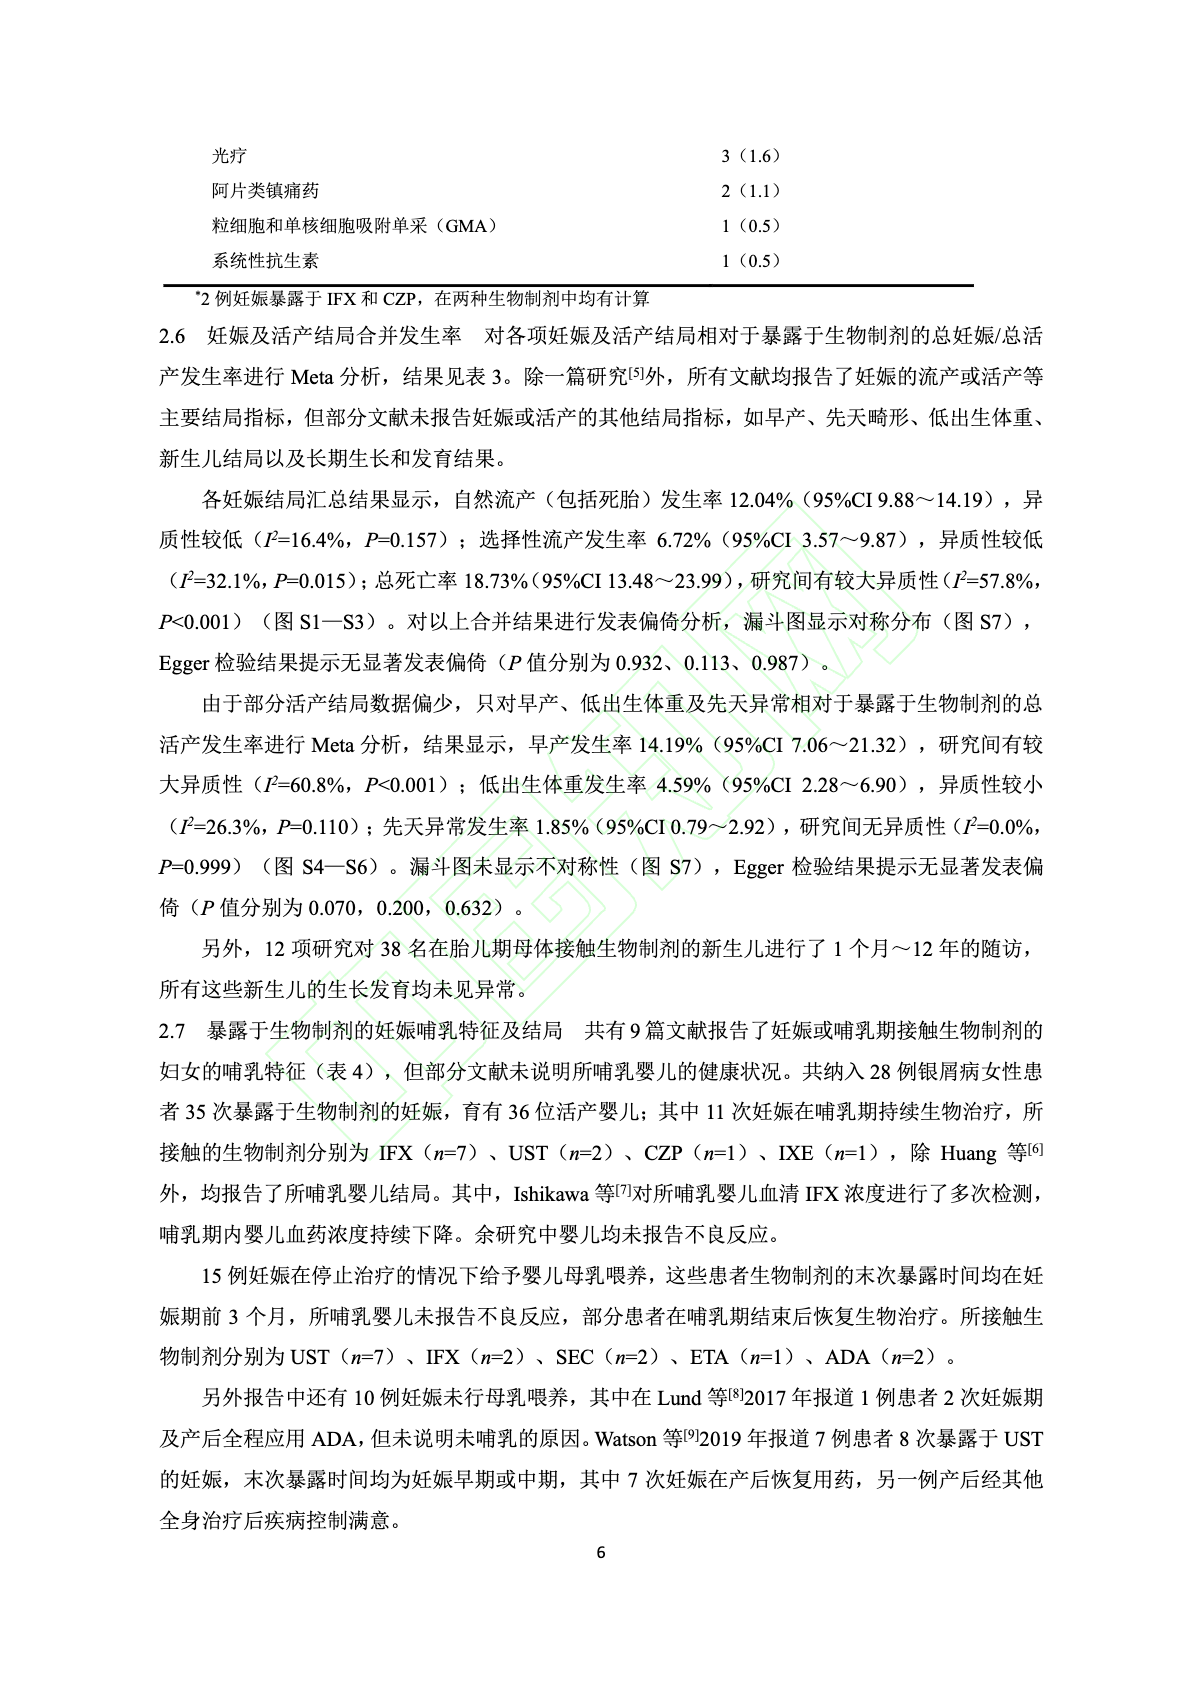 光疗 3（1.6）
阿片类镇痛药 2（1.1）
粒细胞和单核细胞吸附单采（GMA） 1（0.5）
系统性抗生素 1（0.5）
*2 例妊娠暴露于 IFX 和 CZP，在两种生物制剂中均有计算
2.6 妊娠及活产结局合并发生率 对各项妊娠及活产结局相对于暴露于生物制剂的总妊娠/总活
产发生率进行 Meta 分析，结果见表 3。除一篇研究[5]外，所有文献均报告了妊娠的流产或活产等
主要结局指标，但部分文献未报告妊娠或活产的其他结局指标，如早产、先天畸形、低出生体重、
新生儿结局以及长期生长和发育结果。
各妊娠结局汇总结果显示，自然流产（包括死胎）发生率 12.04%（95%CI 9.88～14.19），异
质性较低（I²=16.4%，P=0.157）；选择性流产发生率 6.72%（95%CI 3.57～9.87），异质性较低
（I²=32.1%，P=0.015）；总死亡率 18.73%（95%CI 13.48～23.99），研究间有较大异质性（I²=57.8%，
P<0.001）（图 S1—S3）。对以上合并结果进行发表偏倚分析，漏斗图显示对称分布（图 S7），
Egger 检验结果提示无显著发表偏倚（P 值分别为 0.932、0.113、0.987）。
由于部分活产结局数据偏少，只对早产、低出生体重及先天异常相对于暴露于生物制剂的总
活产发生率进行 Meta 分析，结果显示，早产发生率 14.19%（95%CI 7.06～21.32），研究间有较
大异质性（I²=60.8%，P<0.001）；低出生体重发生率 4.59%（95%CI 2.28～6.90），异质性较小
（I²=26.3%，P=0.110）；先天异常发生率 1.85%（95%CI 0.79～2.92），研究间无异质性（I²=0.0%，
P=0.999）（图 S4—S6）。漏斗图未显示不对称性（图 S7），Egger 检验结果提示无显著发表偏
倚（P 值分别为 0.070，0.200，0.632）。
另外，12 项研究对 38 名在胎儿期母体接触生物制剂的新生儿进行了 1 个月～12 年的随访，
所有这些新生儿的生长发育均未见异常。
2.7 暴露于生物制剂的妊娠哺乳特征及结局 共有 9 篇文献报告了妊娠或哺乳期接触生物制剂的
妇女的哺乳特征（表 4），但部分文献未说明所哺乳婴儿的健康状况。共纳入 28 例银屑病女性患
者 35 次暴露于生物制剂的妊娠，育有 36 位活产婴儿；其中 11 次妊娠在哺乳期持续生物治疗，所
接触的生物制剂分别为 IFX（n=7）、UST（n=2）、CZP（n=1）、IXE（n=1），除 Huang 等[6]
外，均报告了所哺乳婴儿结局。其中，Ishikawa 等[7]对所哺乳婴儿血清 IFX 浓度进行了多次检测，
哺乳期内婴儿血药浓度持续下降。余研究中婴儿均未报告不良反应。
15 例妊娠在停止治疗的情况下给予婴儿母乳喂养，这些患者生物制剂的末次暴露时间均在妊
娠期前 3 个月，所哺乳婴儿未报告不良反应，部分患者在哺乳期结束后恢复生物治疗。所接触生
物制剂分别为 UST（n=7）、IFX（n=2）、SEC（n=2）、ETA（n=1）、ADA（n=2）。
另外报告中还有 10 例妊娠未行母乳喂养，其中在 Lund 等[8]2017 年报道 1 例患者 2 次妊娠期
及产后全程应用 ADA，但未说明未哺乳的原因。Watson 等[9]2019 年报道 7 例患者 8 次暴露于 UST
的妊娠，末次暴露时间均为妊娠早期或中期，其中 7 次妊娠在产后恢复用药，另一例产后经其他
全身治疗后疾病控制满意。
6
中国知网